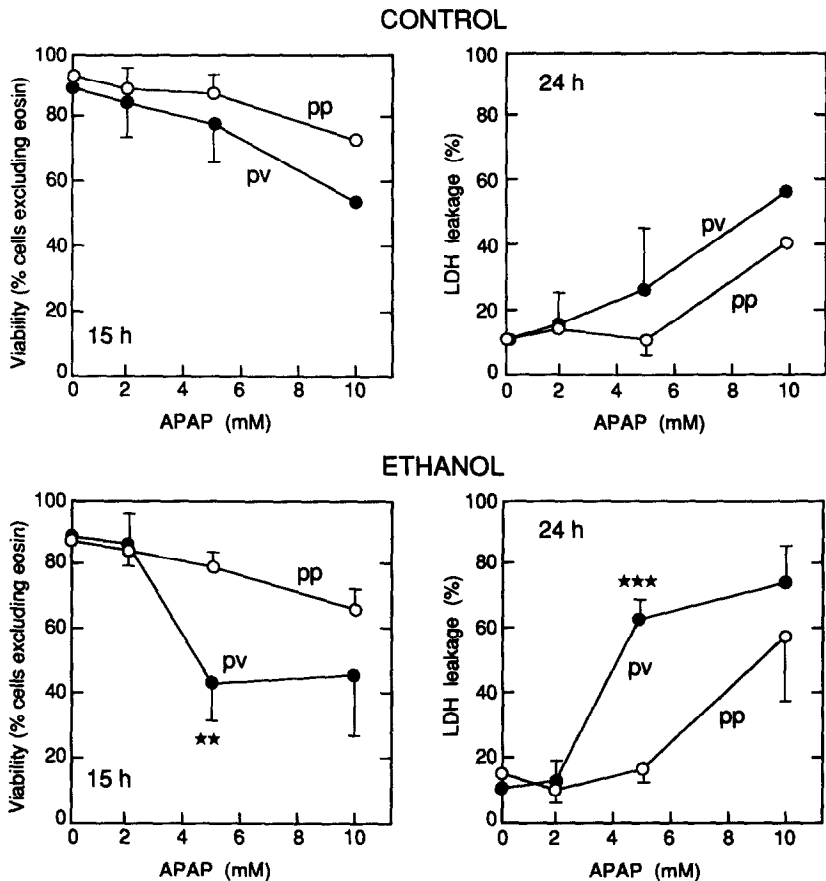 CONTROL
Viability (% cells excluding eosin)
100
80
60
40
20
0
15 h
pp
pv
0 2 4 6 8 10
APAP (mM)
LDH leakage (%)
100
80
60
40
20
0
24 h
pv
pp
0 2 4 6 8 10
APAP (mM)
ETHANOL
Viability (% cells excluding eosin)
100
80
60
40
20
0
15 h
pp
pv
★★
0 2 4 6 8 10
APAP (mM)
LDH leakage (%)
100
80
60
40
20
0
24 h
★★★
pv
pp
0 2 4 6 8 10
APAP (mM)